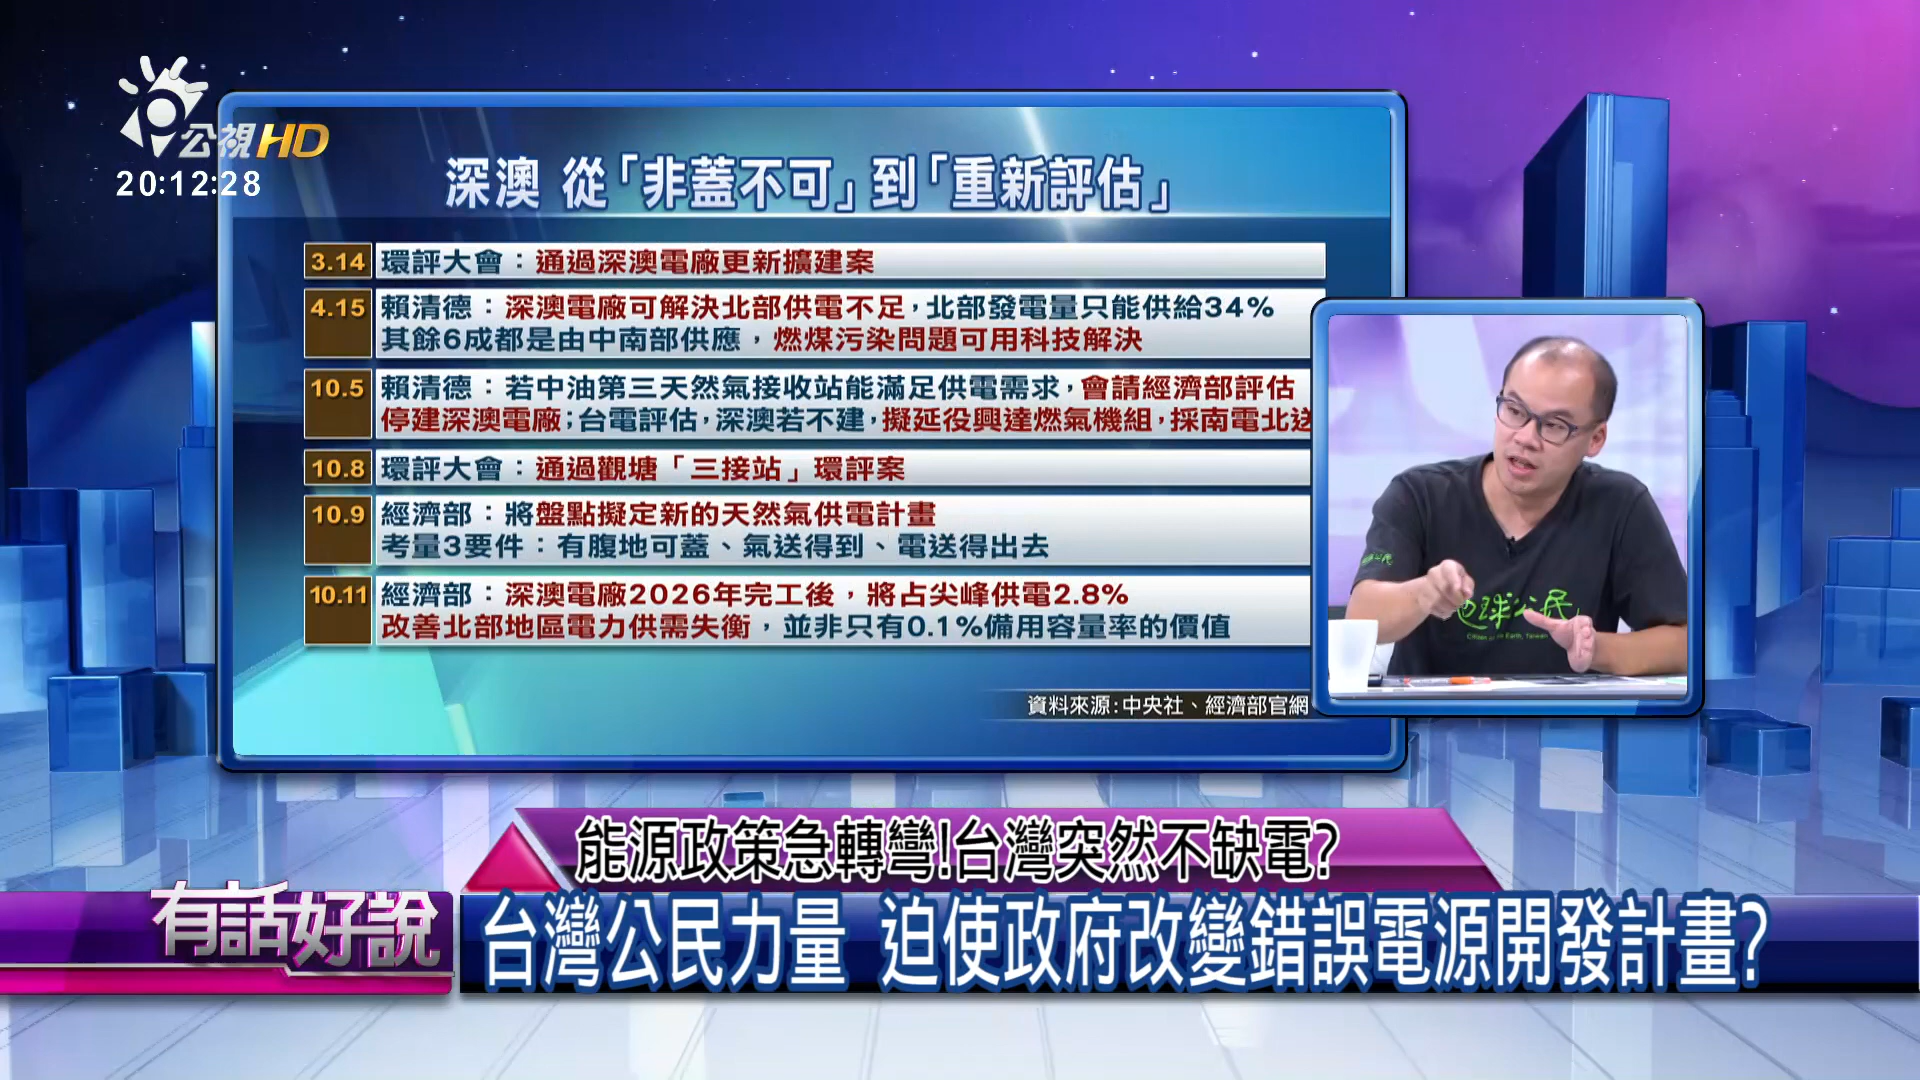 公視HD
20:12:28
深澳 從「非蓋不可」到「重新評估」
3.14 環評大會：通過深澳電廠更新擴建案
4.15 賴清德：深澳電廠可解決北部供電不足，北部發電量只能供給34%
其餘6成都是由中南部供應，燃煤污染問題可用科技解決
10.5 賴清德：若中油第三天然氣接收站能滿足供電需求，會請經濟部評估
停建深澳電廠；台電評估，深澳若不建，擬延役興達燃氣機組，採南電北送
10.8 環評大會：通過觀塘「三接站」環評案
10.9 經濟部：將盤點擬定新的天然氣供電計畫
考量3要件：有腹地可蓋、氣送得到、電送得出去
10.11 經濟部：深澳電廠2026年完工後，將占尖峰供電2.8%
改善北部地區電力供需失衡，並非只有0.1%備用容量率的價值
資料來源：中央社、經濟部官網
地球公民
Citizen of the Earth, Taiwan
能源政策急轉彎!台灣突然不缺電?
有話好說
台灣公民力量 迫使政府改變錯誤電源開發計畫?